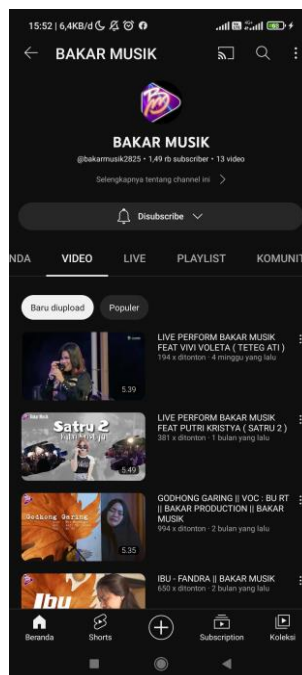 15:52 | 6,4KB/d
BAKAR MUSIK
BM
BAKAR MUSIK
@bakarmusik2825 • 1,49 rb subscriber • 13 video
Selengkapnya tentang channel ini
Disubscribe
NDA VIDEO LIVE PLAYLIST KOMUNIT
Baru diupload Populer
LIVE PERFORM BAKAR MUSIK
FEAT VIVI VOLETA ( TETEG ATI )
194 x ditonton · 4 minggu yang lalu
5.39
LIVE PERFORM BAKAR MUSIK
FEAT PUTRI KRISTYA ( SATRU 2 )
381 x ditonton · 1 bulan yang lalu
Satru 2
5.49
GODHONG GARING || VOC : BU RT
|| BAKAR PRODUCTION || BAKAR
MUSIK
994 x ditonton · 2 bulan yang lalu
Godhong Garing
5.35
IBU - FANDRA || BAKAR MUSIK
650 x ditonton · 2 bulan yang lalu
Ibu
Beranda Shorts Subscription Koleksi